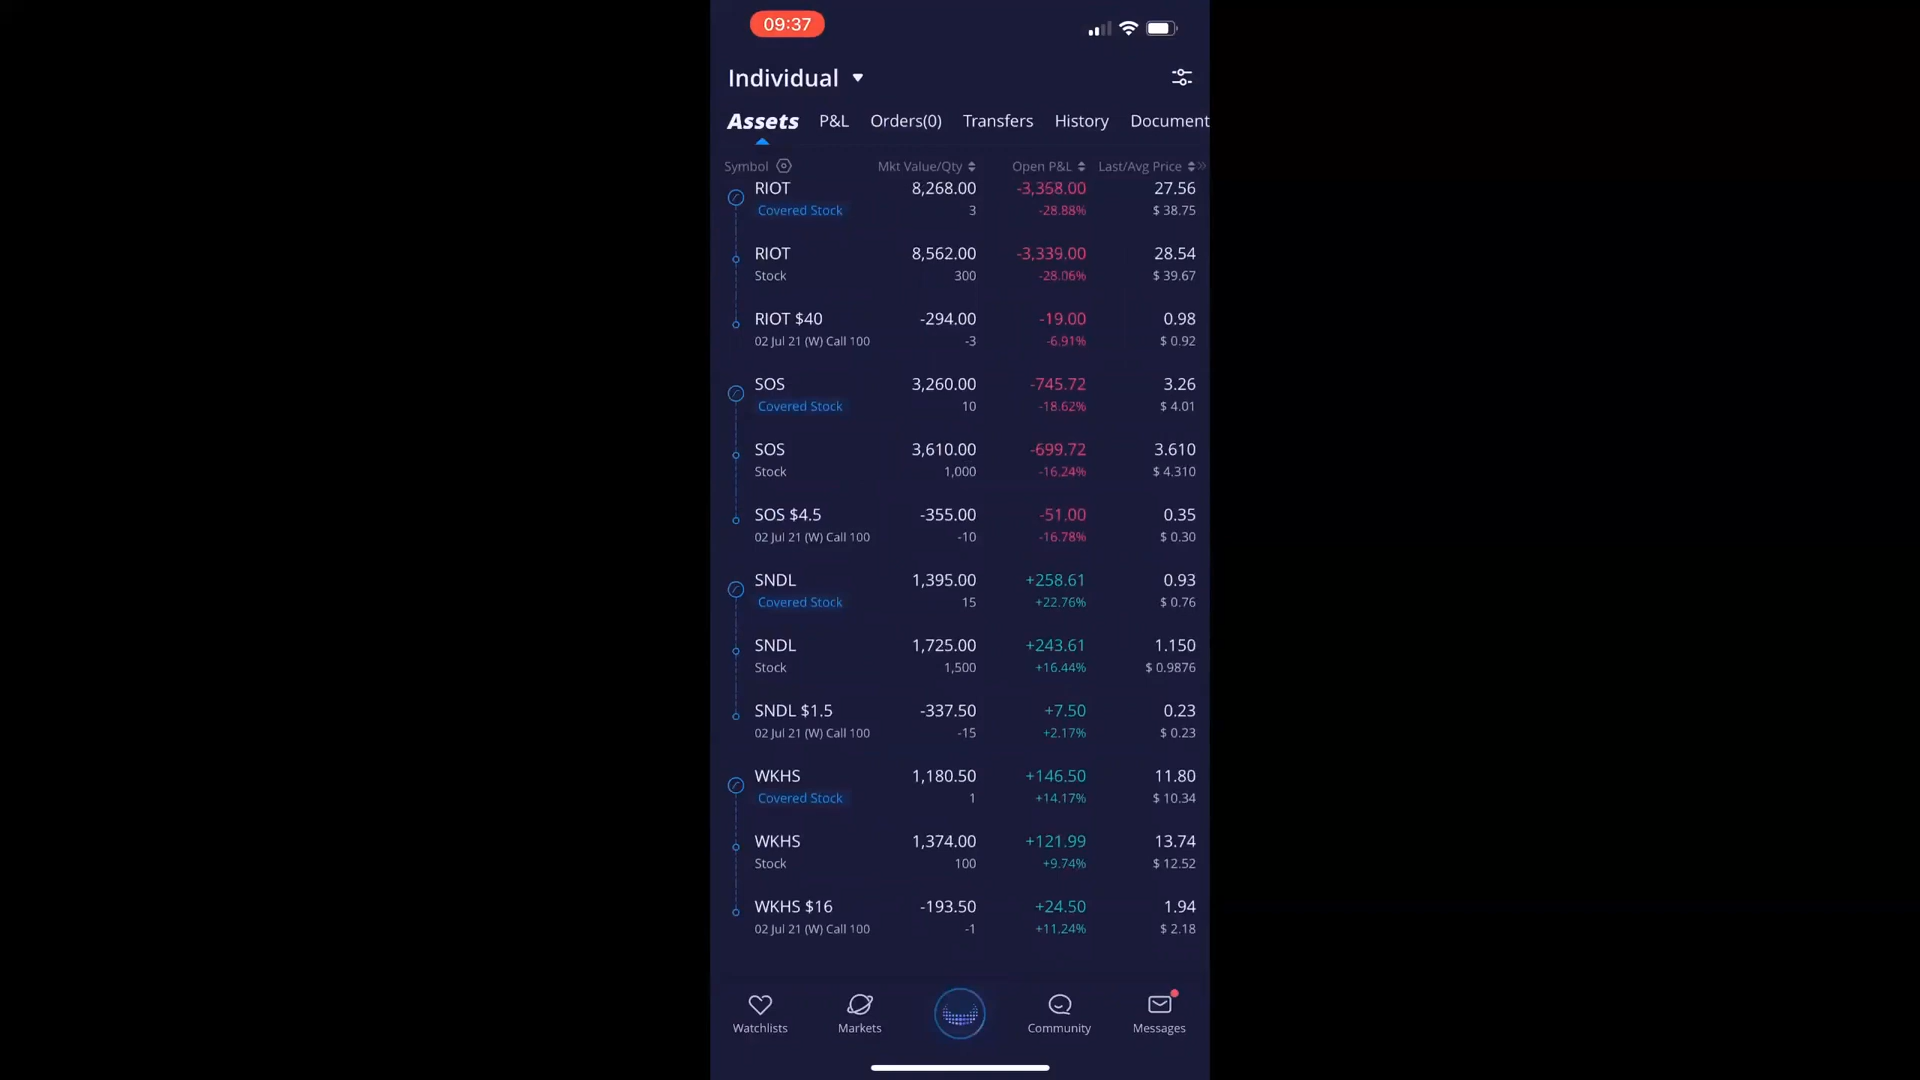 09:37
Individual
Assets P&L Orders(0) Transfers History Document
Symbol Mkt Value/Qty Open P&L Last/Avg Price
RIOT 8,268.00 -3,358.00 27.56
Covered Stock 3 -28.88% $ 38.75
RIOT 8,562.00 -3,339.00 28.54
Stock 300 -28.06% $ 39.67
RIOT $40 -294.00 -19.00 0.98
02 Jul 21 (W) Call 100 -3 -6.91% $ 0.92
SOS 3,260.00 -745.72 3.26
Covered Stock 10 -18.62% $ 4.01
SOS 3,610.00 -699.72 3.610
Stock 1,000 -16.24% $ 4.310
SOS $4.5 -355.00 -51.00 0.35
02 Jul 21 (W) Call 100 -10 -16.78% $ 0.30
SNDL 1,395.00 +258.61 0.93
Covered Stock 15 +22.76% $ 0.76
SNDL 1,725.00 +243.61 1.150
Stock 1,500 +16.44% $ 0.9876
SNDL $1.5 -337.50 +7.50 0.23
02 Jul 21 (W) Call 100 -15 +2.17% $ 0.23
WKHS 1,180.50 +146.50 11.80
Covered Stock 1 +14.17% $ 10.34
WKHS 1,374.00 +121.99 13.74
Stock 100 +9.74% $ 12.52
WKHS $16 -193.50 +24.50 1.94
02 Jul 21 (W) Call 100 -1 +11.24% $ 2.18
Watchlists Markets Community Messages